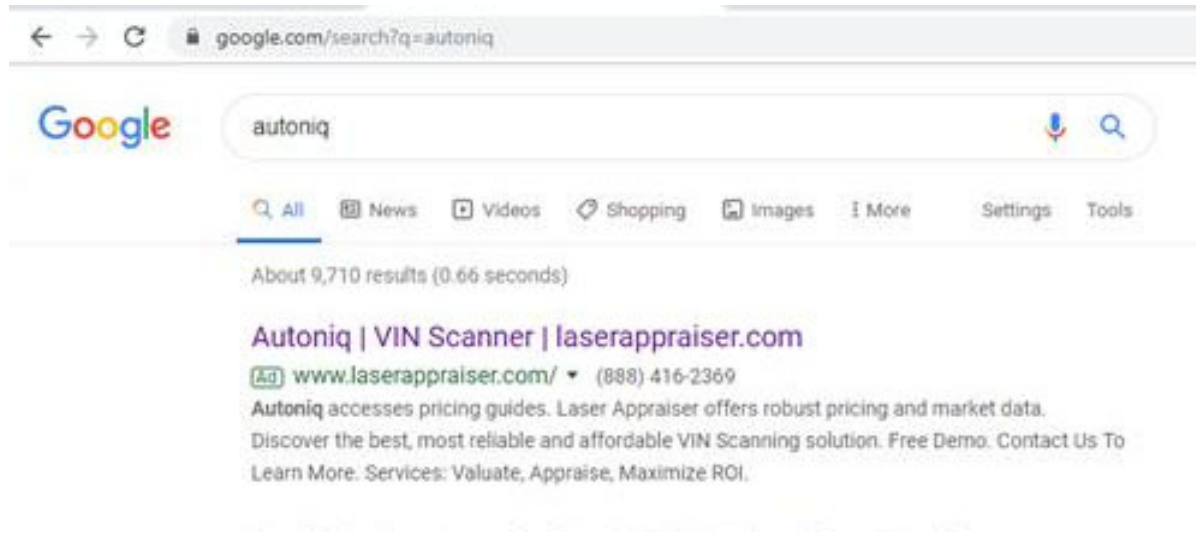 google.com/search?q=autoniq
Google
autoniq
All News Videos Shopping Images More Settings Tools
About 9,710 results (0.66 seconds)
Autoniq | VIN Scanner | laserappraiser.com
Ad www.laserappraiser.com/ (888) 416-2369
Autoniq accesses pricing guides. Laser Appraiser offers robust pricing and market data.
Discover the best, most reliable and affordable VIN Scanning solution. Free Demo. Contact Us To
Learn More. Services: Valuate, Appraise, Maximize ROI.